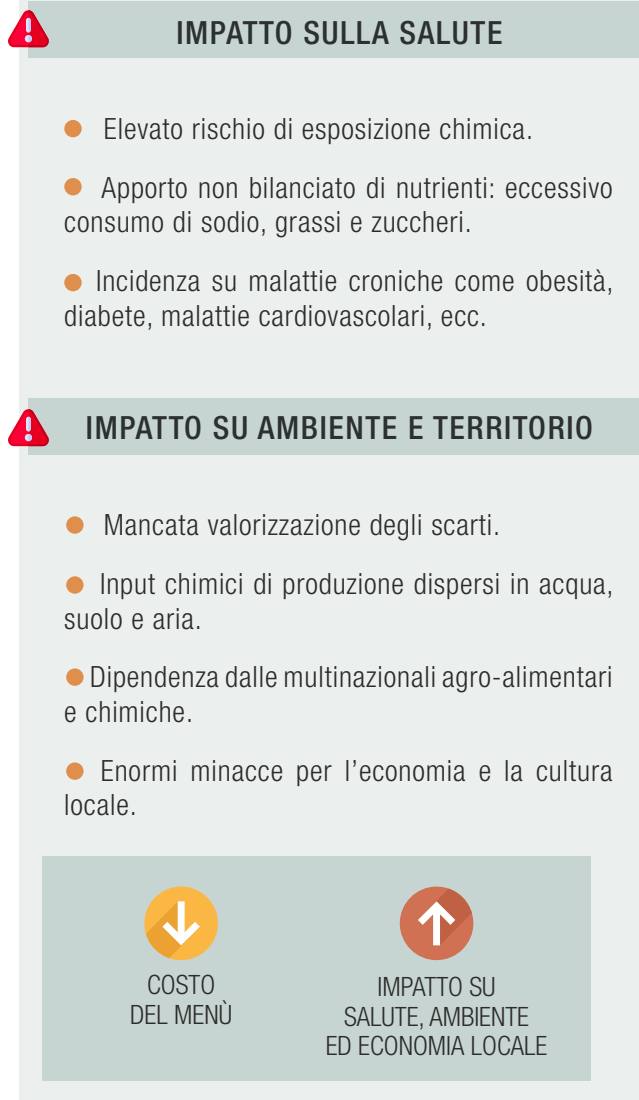 IMPATTO SULLA SALUTE
● Elevato rischio di esposizione chimica.
● Apporto non bilanciato di nutrienti: eccessivo
consumo di sodio, grassi e zuccheri.
● Incidenza su malattie croniche come obesità,
diabete, malattie cardiovascolari, ecc.
IMPATTO SU AMBIENTE E TERRITORIO
● Mancata valorizzazione degli scarti.
● Input chimici di produzione dispersi in acqua,
suolo e aria.
● Dipendenza dalle multinazionali agro-alimentari
e chimiche.
● Enormi minacce per l'economia e la cultura
locale.
COSTO
DEL MENÙ
IMPATTO SU
SALUTE, AMBIENTE
ED ECONOMIA LOCALE